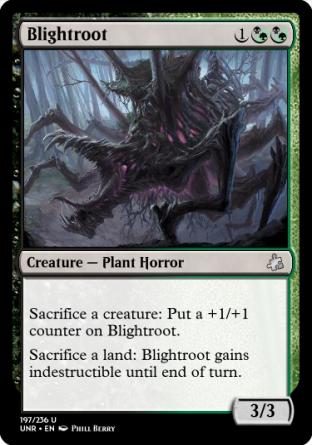 Blightroot 1
Creature — Plant Horror
Sacrifice a creature: Put a +1/+1
counter on Blightroot.
Sacrifice a land: Blightroot gains
indestructible until end of turn.
3/3
197/236 U
UNR • EN Phill Berry